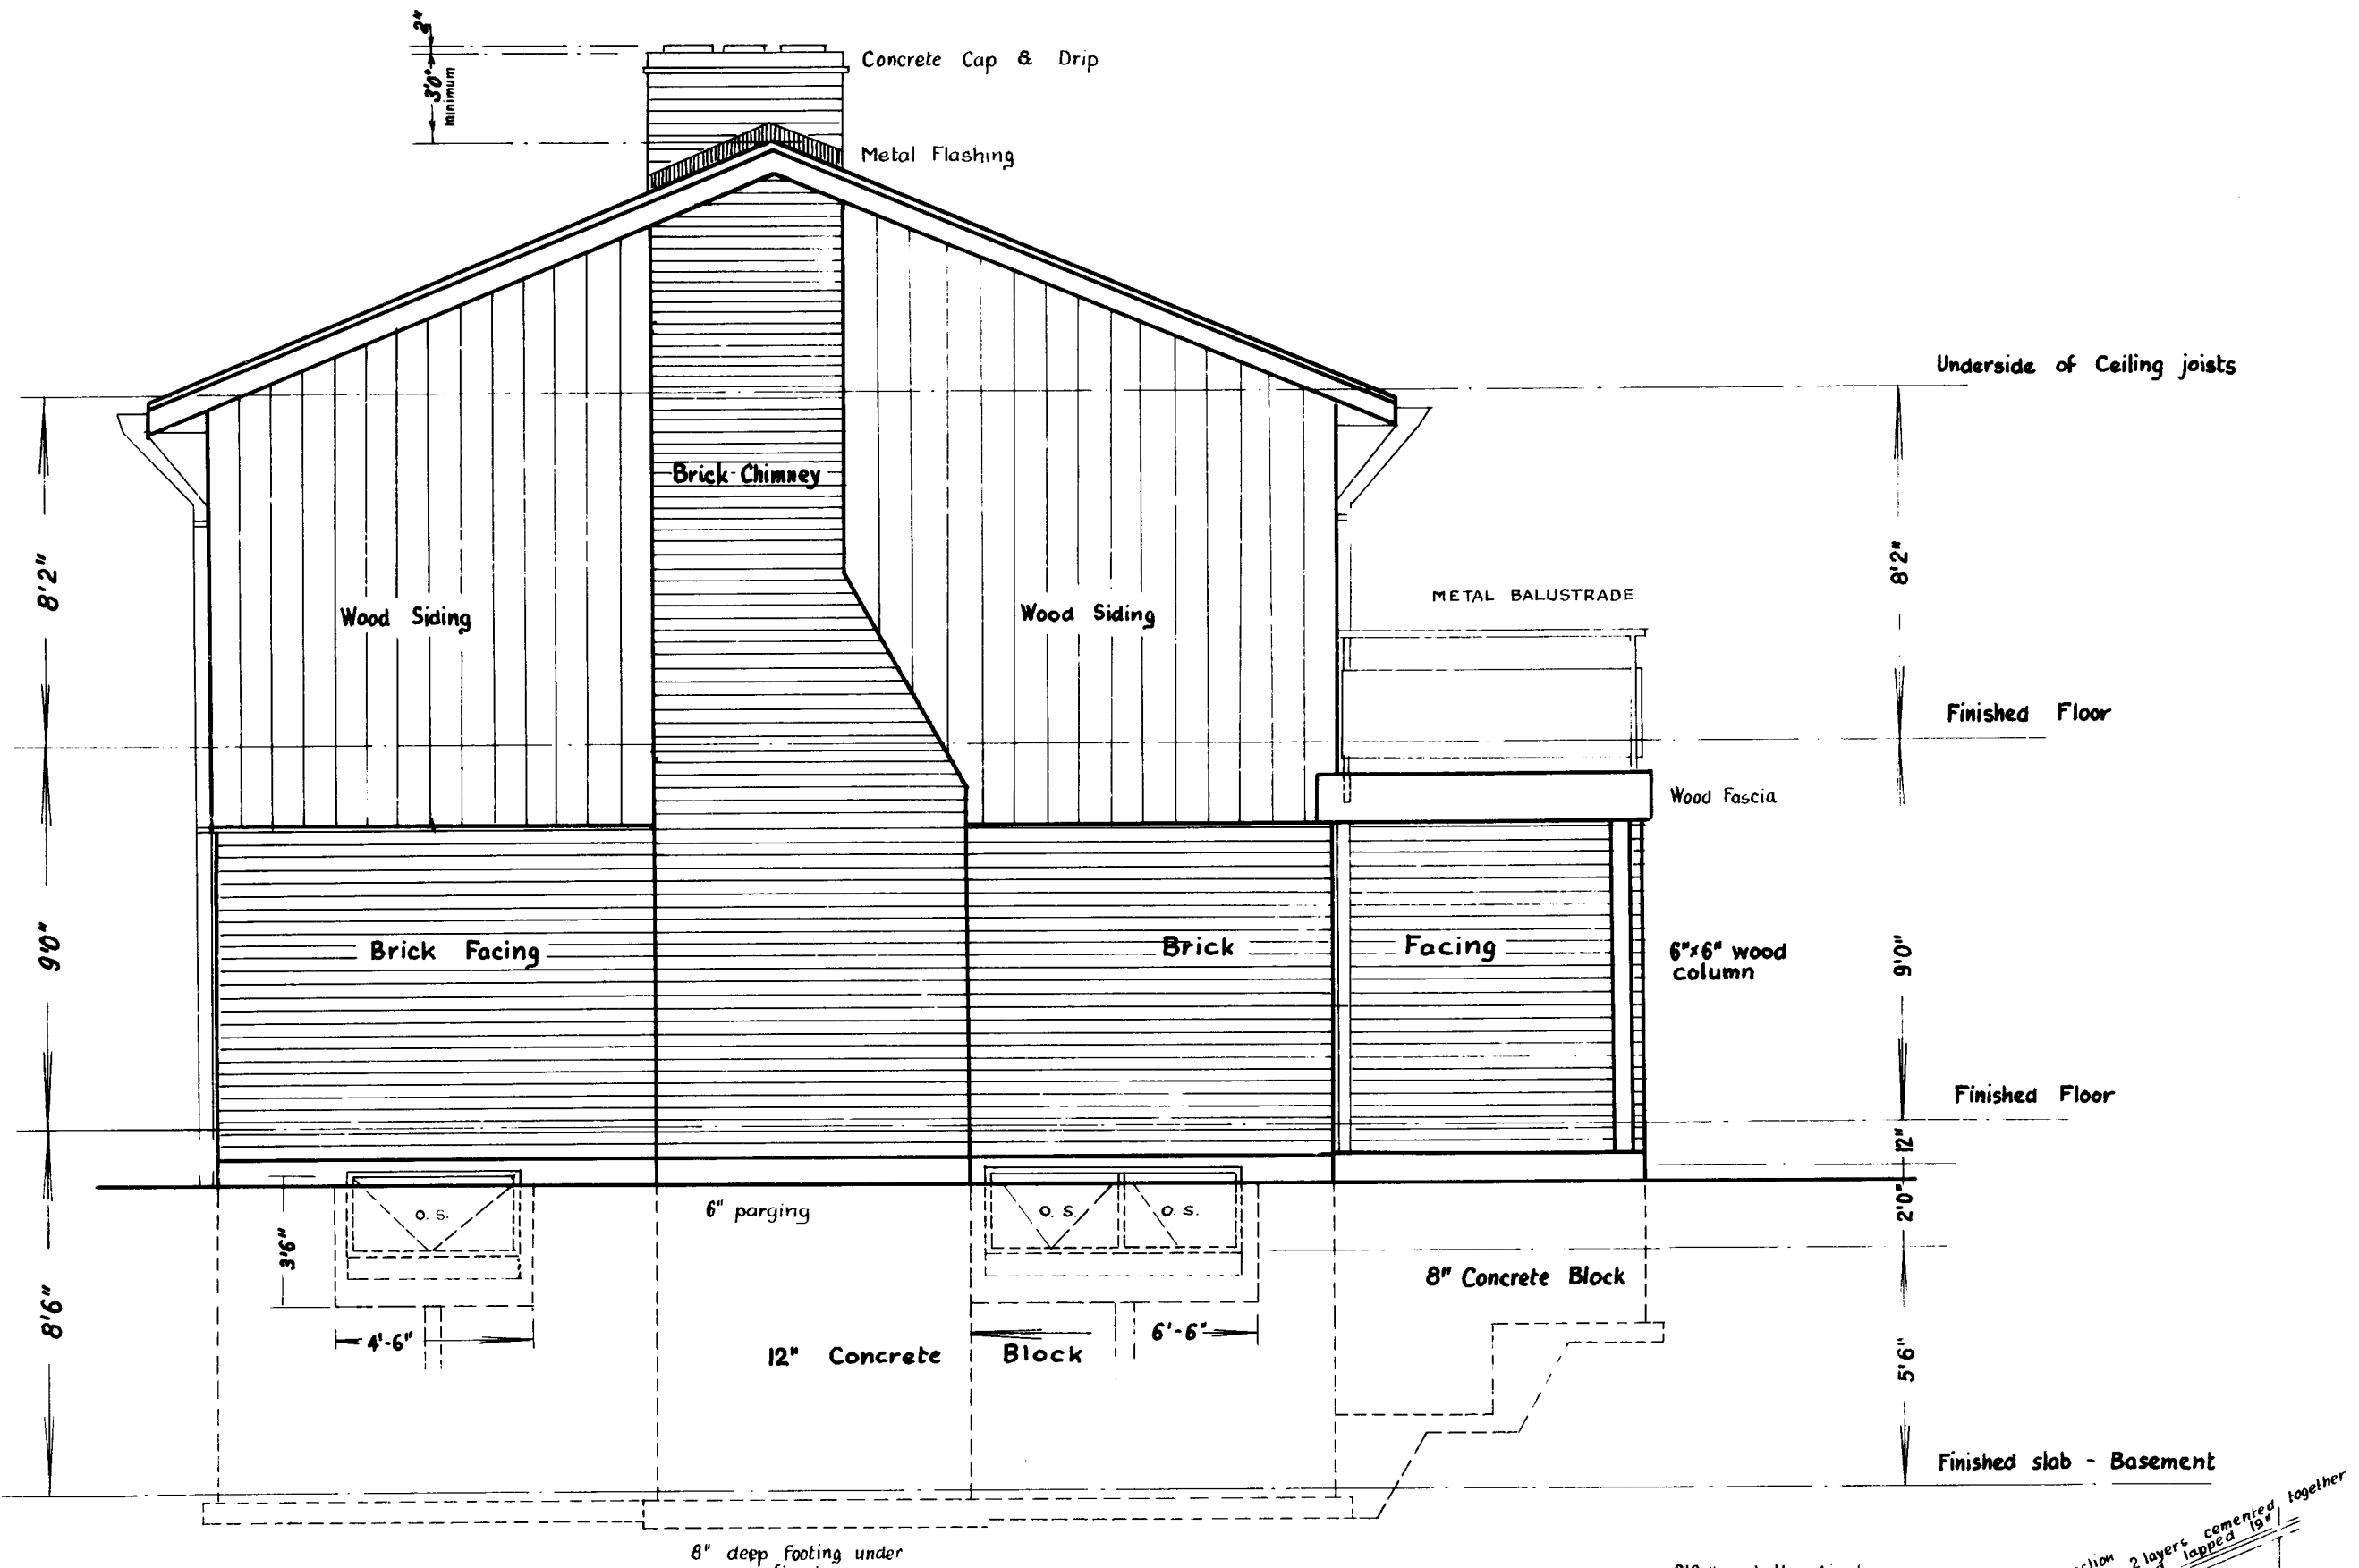 2"
3'0"
minimum
Concrete Cap & Drip
Metal Flashing
Underside of Ceiling joists
Brick Chimney
8'2"
8'2"
METAL BALUSTRADE
Wood Siding
Wood Siding
Finished Floor
Wood Fascia
9'0"
Brick Facing
Brick Facing
6"x6" wood
column
9'0"
Finished Floor
12"
2'0"
O. S.
O. S.
O. S.
6" parging
3'6"
8" Concrete Block
8'6"
4'-6"
6'-6"
12" Concrete Block
5'6"
Finished slab - Basement
2 layers cemented together
lapped 19"
8" deep footing under